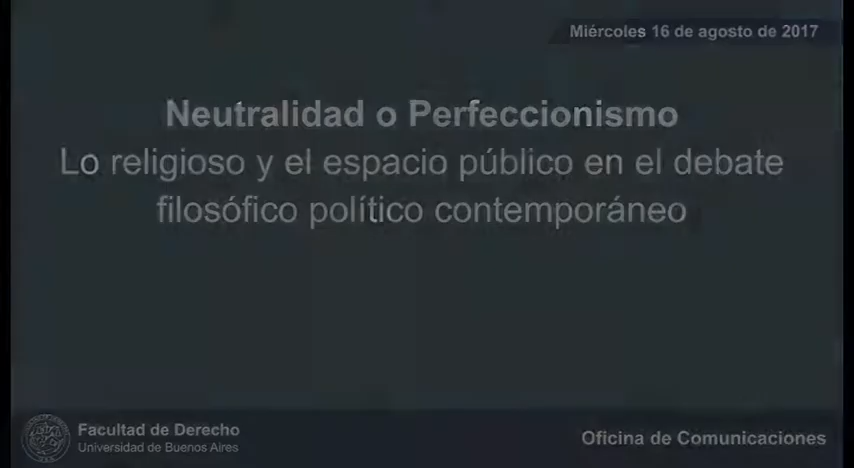 Miércoles 16 de agosto de 2017
Neutralidad o Perfeccionismo
Lo religioso y el espacio público en el debate
filosófico político contemporáneo
Facultad de Derecho
Universidad de Buenos Aires
Oficina de Comunicaciones